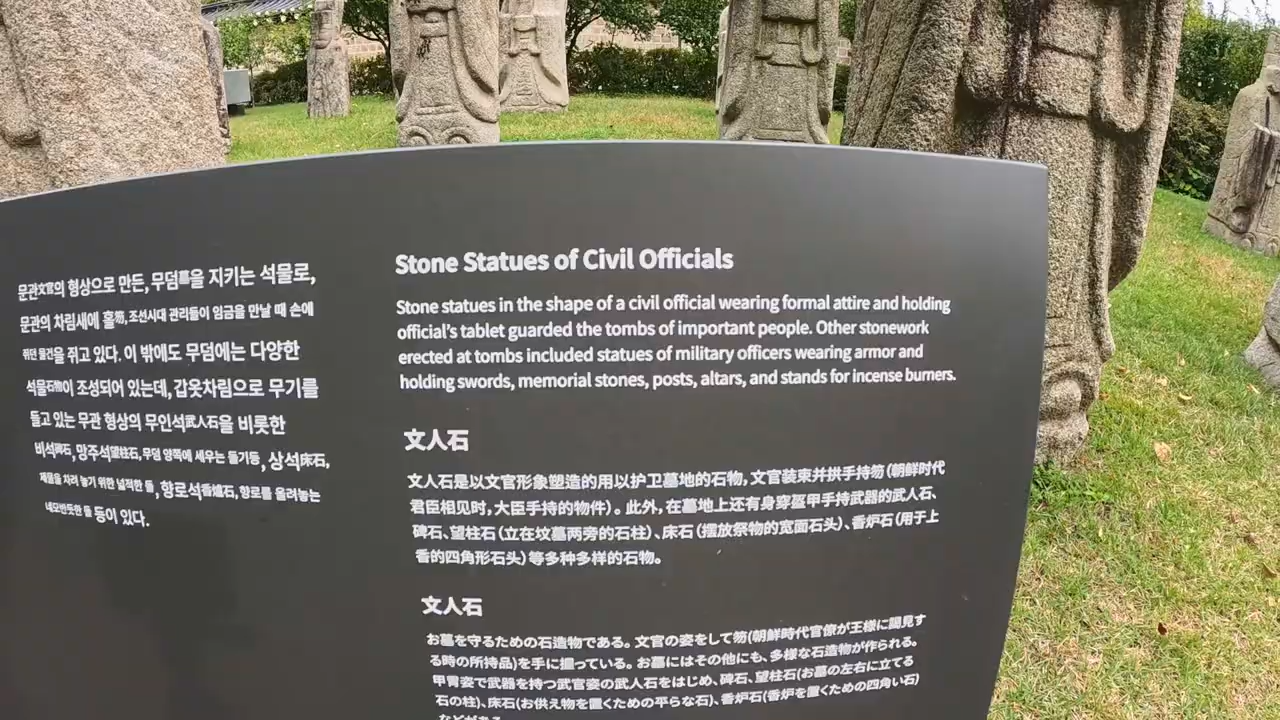 문관文官의 형상으로 만든, 무덤墓을 지키는 석물로,
문관의 차림새에 홀笏, 조선시대 관리들이 임금을 만날 때 손에
쥐던 물건을 쥐고 있다. 이 밖에도 무덤에는 다양한
석물石物이 조성되어 있는데, 갑옷차림으로 무기를
들고 있는 무관 형상의 무인석武人石을 비롯한
비석碑石, 망주석望柱石, 무덤 양쪽에 세우는 돌기둥, 상석床石,
제물을 차려 놓기 위한 넓적한 돌, 향로석香爐石, 향로를 올려놓는
네모반듯한 돌 등이 있다.
Stone Statues of Civil Officials
Stone statues in the shape of a civil official wearing formal attire and holding
official's tablet guarded the tombs of important people. Other stonework
erected at tombs included statues of military officers wearing armor and
holding swords, memorial stones, posts, altars, and stands for incense burners.
文人石
文人石是以文官形象塑造的用以护卫墓地的石物，文官装束并拱手持笏（朝鲜时代
君臣相见时，大臣手持的物件）。此外，在墓地上还有身穿盔甲手持武器的武人石、
碑石、望柱石（立在坟墓两旁的石柱）、床石（摆放祭物的宽面石头）、香炉石（用于上
香的四角形石头）等多种多样的石物。
文人石
お墓を守るための石造物である。文官の姿をして笏(朝鮮時代官僚が王様に謁見す
る時の所持品)を手に握っている。お墓にはその他にも、多様な石造物が作られる。
甲冑姿で武器を持つ武官姿の武人石をはじめ、碑石、望柱石(お墓の左右に立てる
石の柱)、床石(お供え物を置くための平らな石)、香炉石(香炉を置くための四角い石)
などがある。